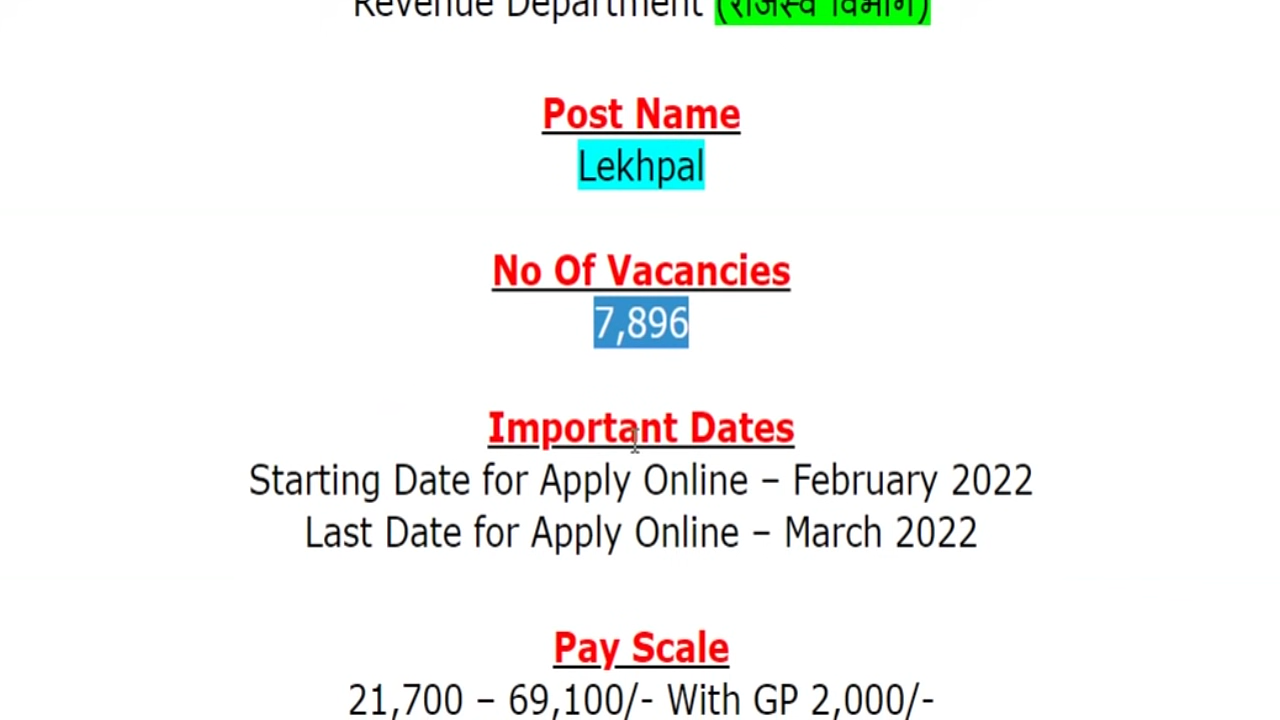 Revenue Department (राजस्व विभाग)
Post Name
Lekhpal
No Of Vacancies
7,896
Important Dates
Starting Date for Apply Online – February 2022
Last Date for Apply Online – March 2022
Pay Scale
21,700 – 69,100/- With GP 2,000/-